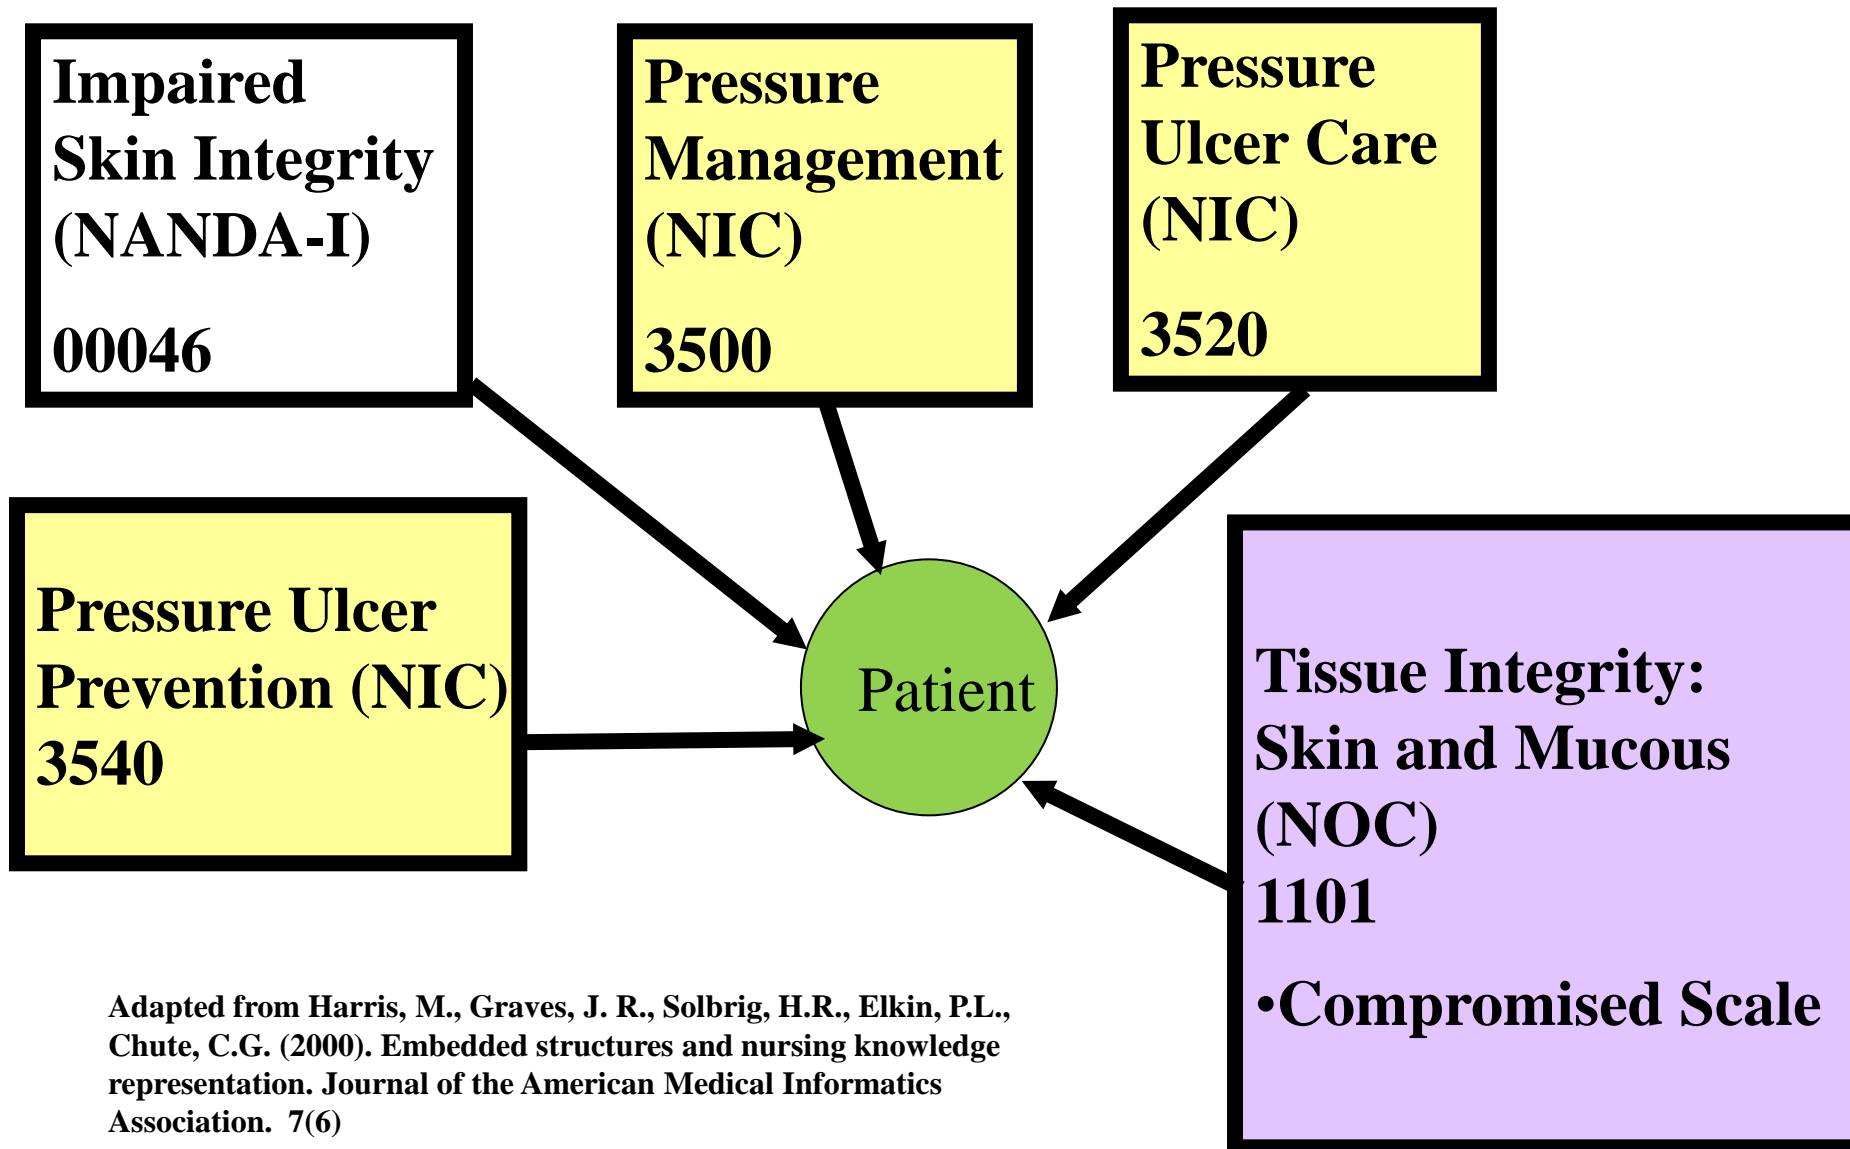 Impaired
Skin Integrity
(NANDA-I)
00046
Pressure
Management
(NIC)
3500
Pressure
Ulcer Care
(NIC)
3520
Pressure Ulcer
Prevention (NIC)
3540
Patient
Tissue Integrity:
Skin and Mucous
(NOC)
1101
•Compromised Scale
Adapted from Harris, M., Graves, J. R., Solbrig, H.R., Elkin, P.L.,
Chute, C.G. (2000). Embedded structures and nursing knowledge
representation. Journal of the American Medical Informatics
Association.  7(6)